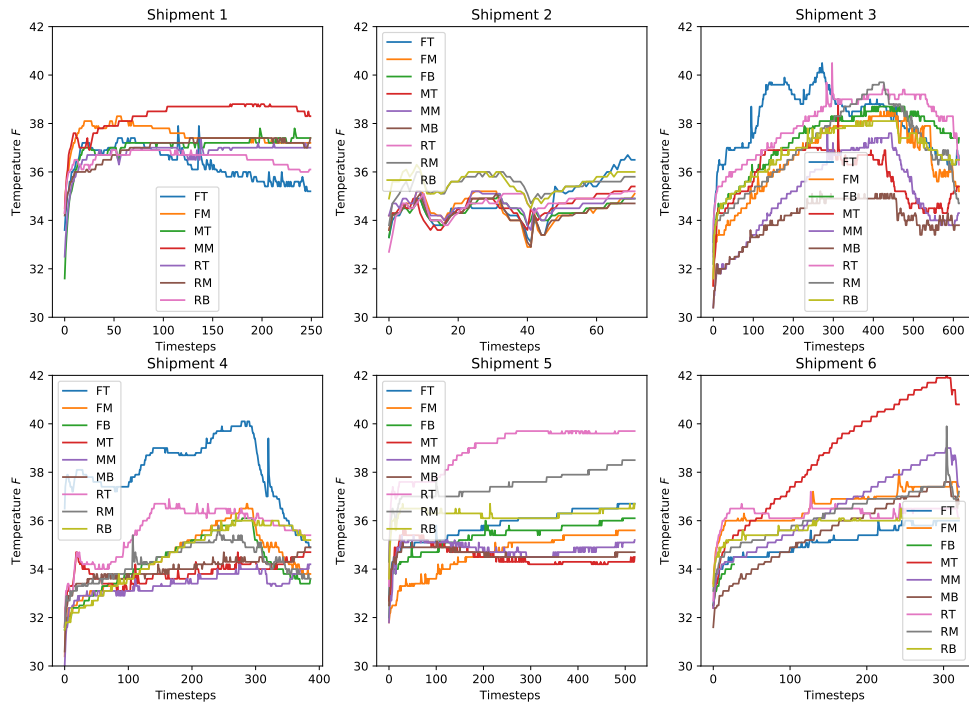 Shipment 1
Temperature F
42
40
38
36
34
32
30
FT
FM
MT
MM
RT
RM
RB
0
50
100
150
200
250
Timesteps
Shipment 2
Temperature F
42
40
38
36
34
32
30
FT
FM
FB
MT
MM
MB
RT
RM
RB
0
20
40
60
Timesteps
Shipment 3
Temperature F
42
40
38
36
34
32
30
FT
FM
FB
MT
MM
MB
RT
RM
RB
0
100
200
300
400
500
600
Timesteps
Shipment 4
Temperature F
42
40
38
36
34
32
30
FT
FM
FB
MT
MM
MB
RT
RM
RB
0
100
200
300
400
Timesteps
Shipment 5
Temperature F
42
40
38
36
34
32
30
FT
FM
FB
MT
MM
MB
RT
RM
RB
0
100
200
300
400
500
Timesteps
Shipment 6
Temperature F
42
40
38
36
34
32
30
FT
FM
FB
MT
MM
MB
RT
RM
RB
0
100
200
300
Timesteps